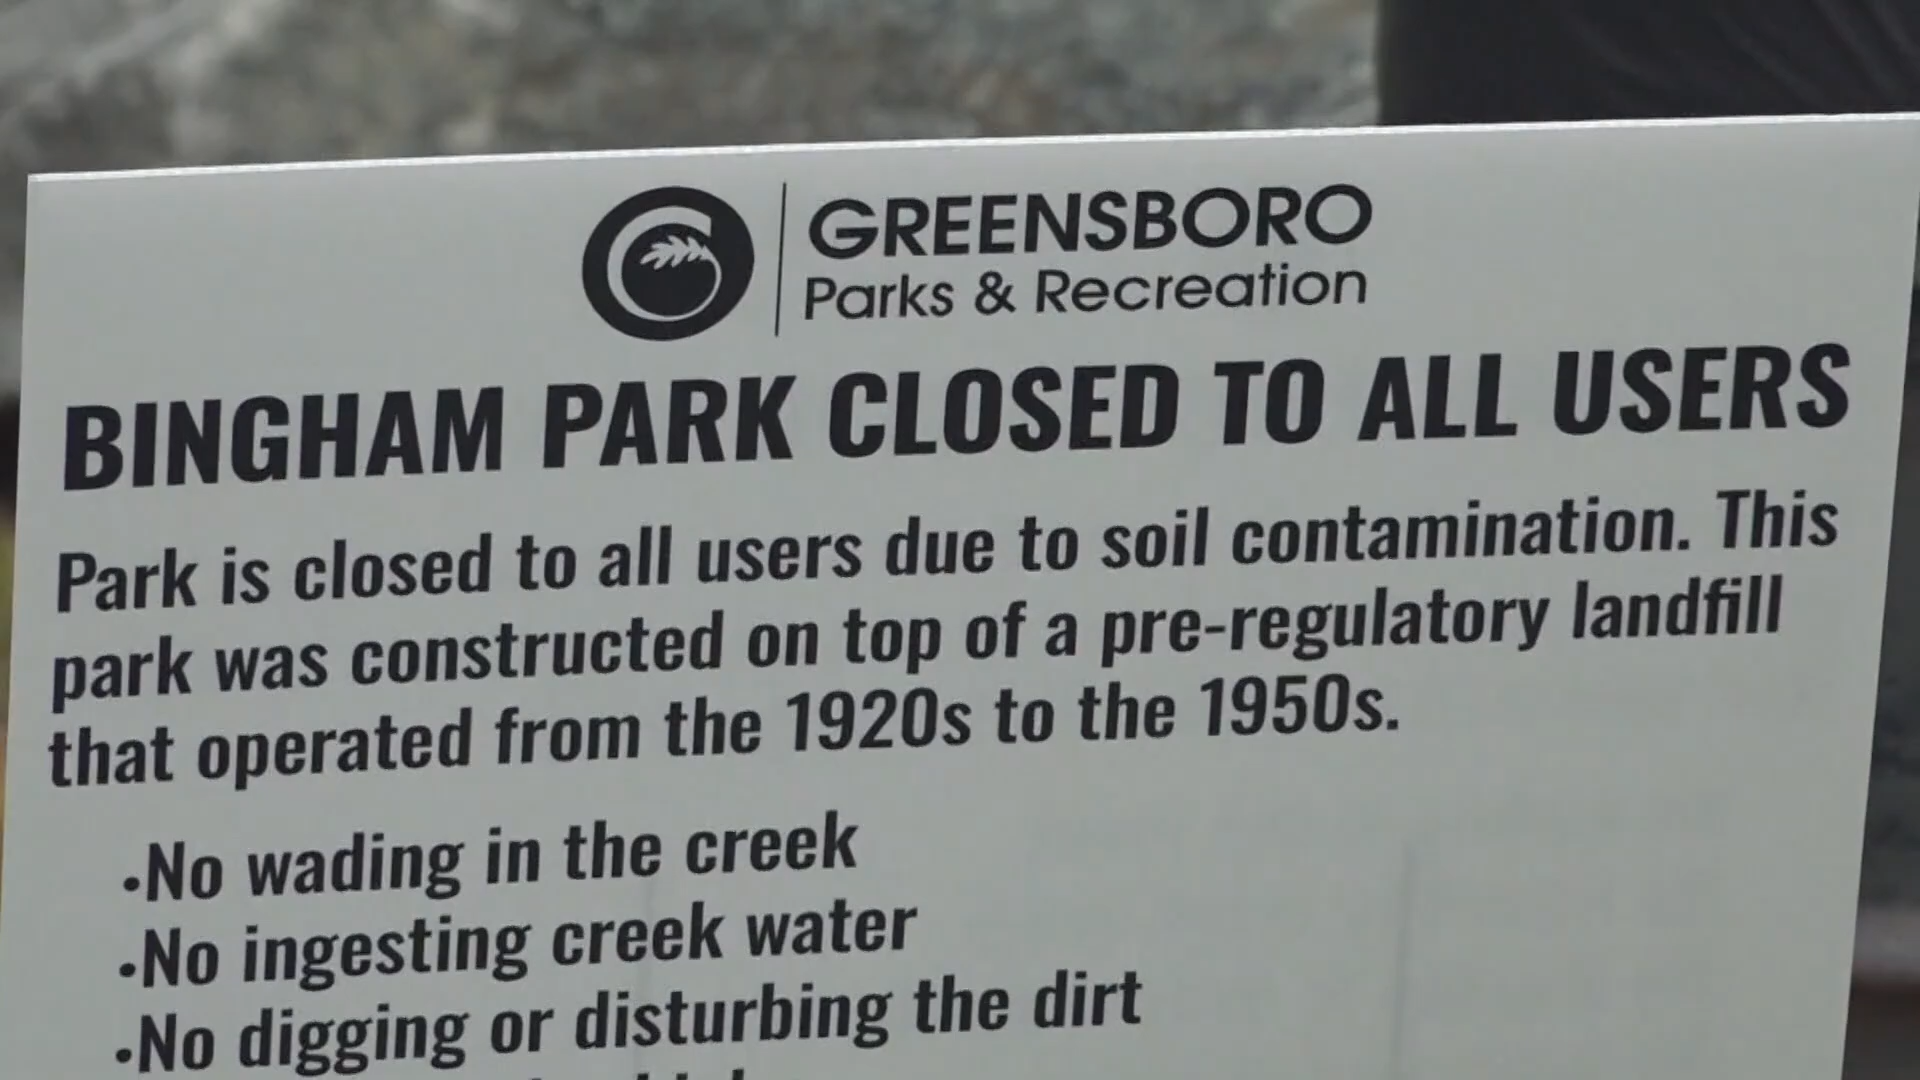 GREENSBORO
Parks & Recreation
BINGHAM PARK CLOSED TO ALL USERS
Park is closed to all users due to soil contamination. This
park was constructed on top of a pre-regulatory landfill
that operated from the 1920s to the 1950s.
•No wading in the creek
•No ingesting creek water
•No digging or disturbing the dirt